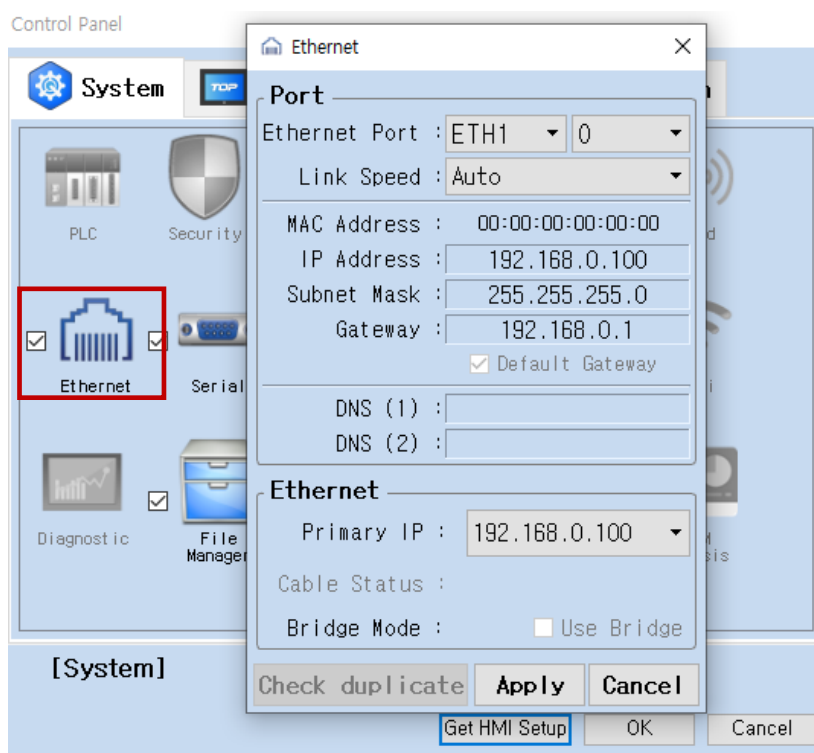 Control Panel
System
TOP
PLC
Security
Ethernet
Serial
Diagnostic
File
Manager
[System]
Ethernet
Port
Ethernet Port : ETH1 0
Link Speed : Auto
MAC Address : 00:00:00:00:00:00
IP Address : 192.168.0.100
Subnet Mask : 255.255.255.0
Gateway : 192.168.0.1
Default Gateway
DNS (1) :
DNS (2) :
Ethernet
Primary IP : 192.168.0.100
Cable Status :
Bridge Mode : Use Bridge
Check duplicate Apply Cancel
Get HMI Setup OK Cancel